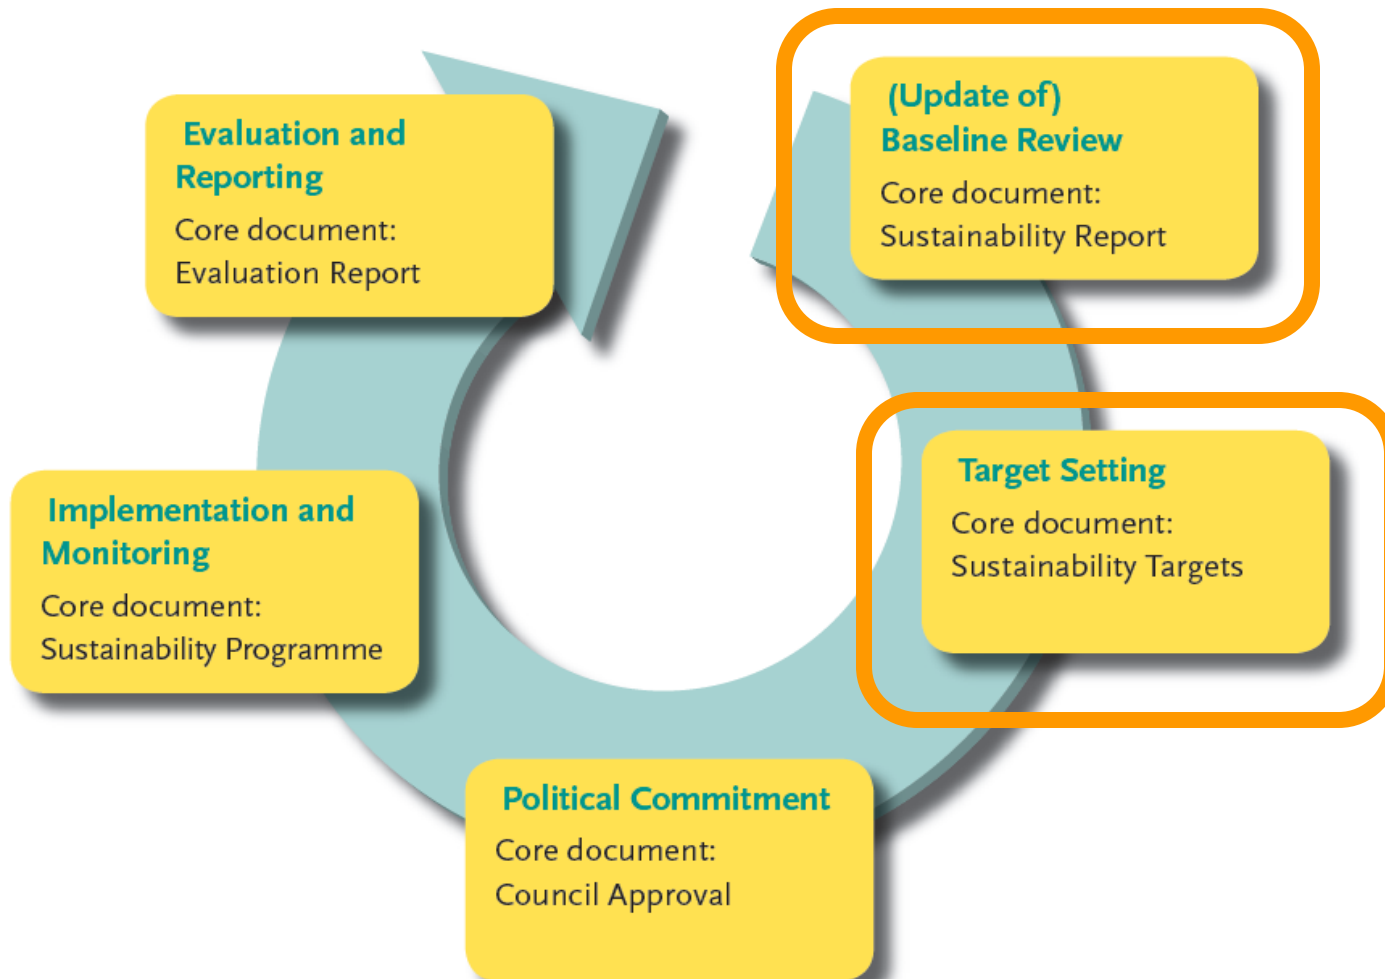 (Update of)
Baseline Review
Core document:
Sustainability Report
Target Setting
Core document:
Sustainability Targets
Political Commitment
Core document:
Council Approval
Implementation and
Monitoring
Core document:
Sustainability Programme
Evaluation and
Reporting
Core document:
Evaluation Report